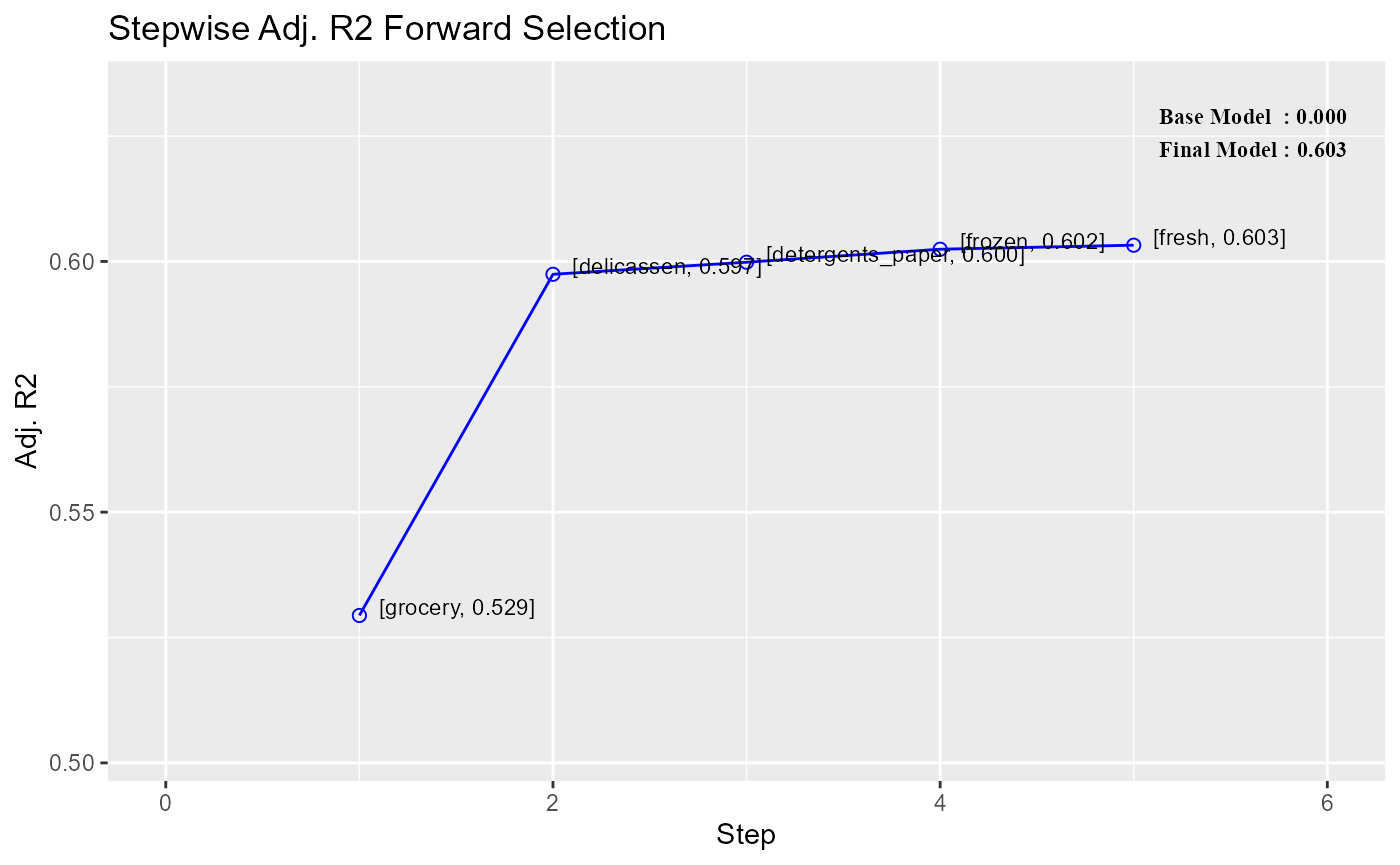 Stepwise Adj. R2 Forward Selection
Base Model : 0.000
Final Model : 0.603
[fresh, 0.603]
[frozen, 0.602]
[detergents_paper, 0.600]
[delicassen, 0.597]
[grocery, 0.529]
0.60
0.55
0.50
Adj. R2
0 2 4 6
Step